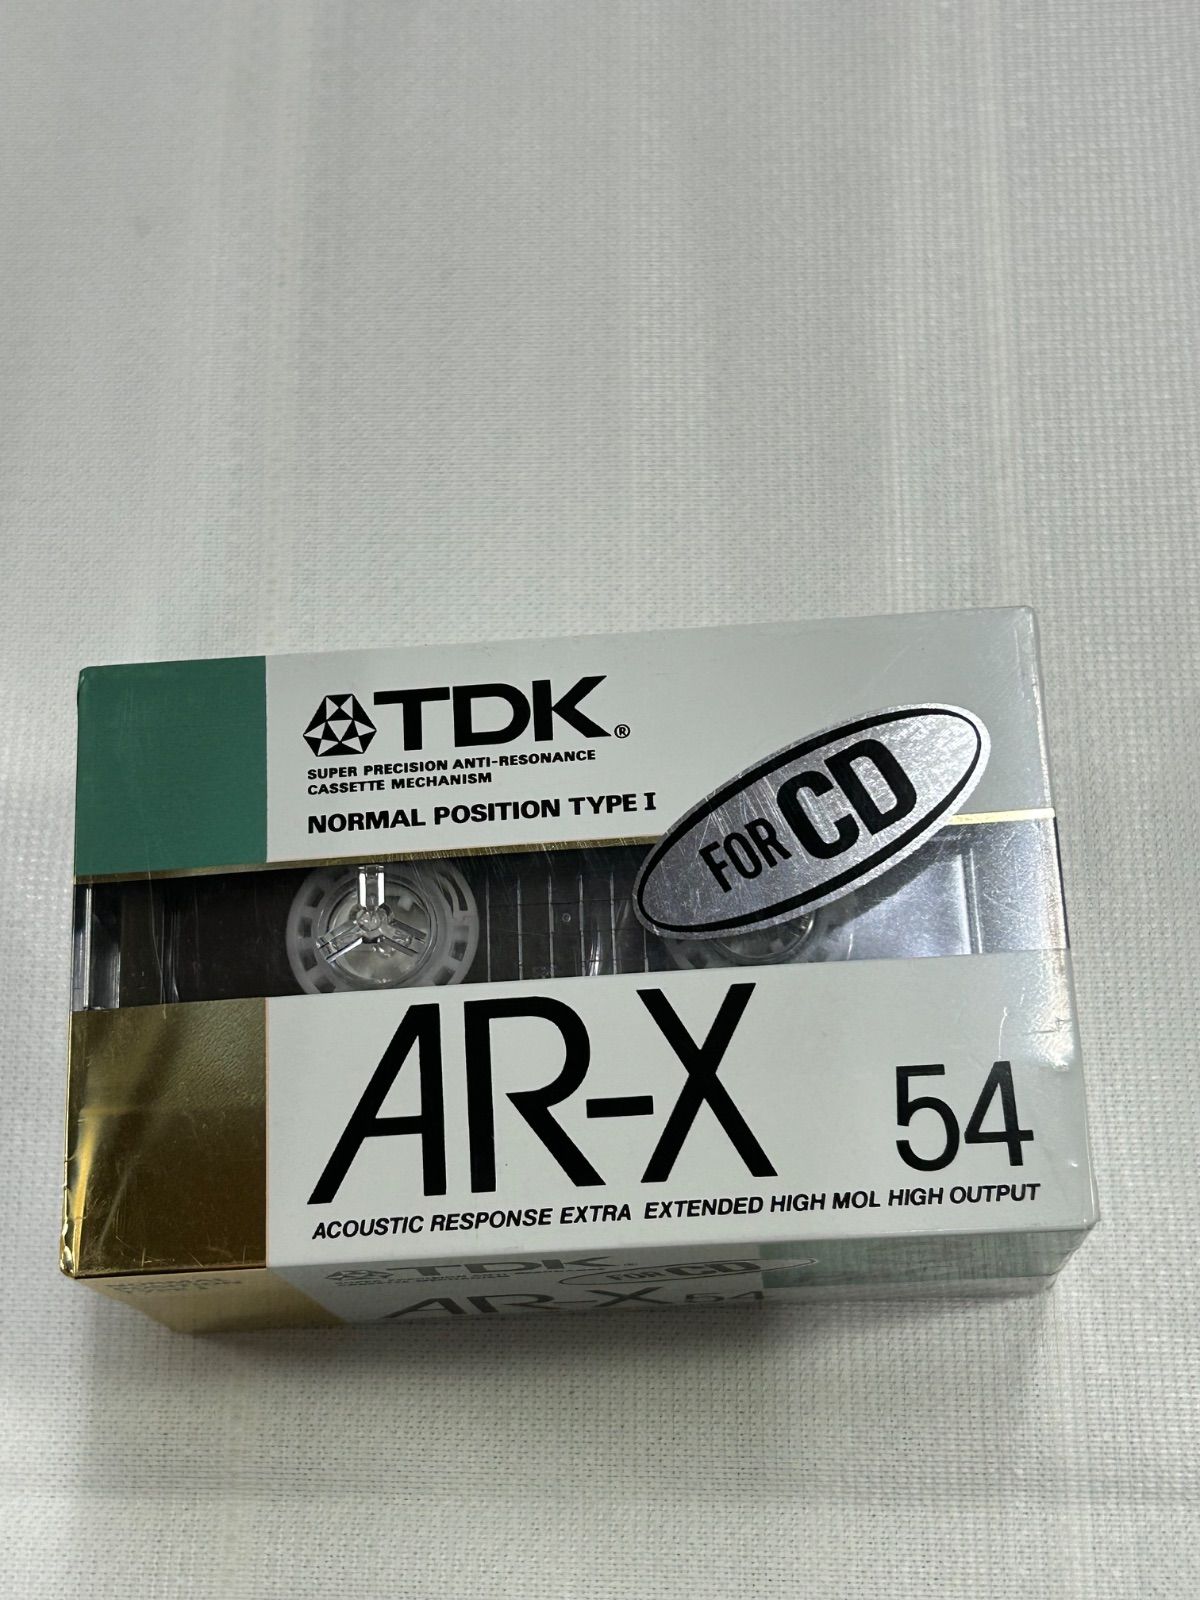 TDK®
SUPER PRECISION ANTI-RESONANCE
CASSETTE MECHANISM
NORMAL POSITION TYPE I
FOR CD
AR-X 54
ACOUSTIC RESPONSE EXTRA EXTENDED HIGH MOL HIGH OUTPUT
TDK
FOR CD
AR-X 54